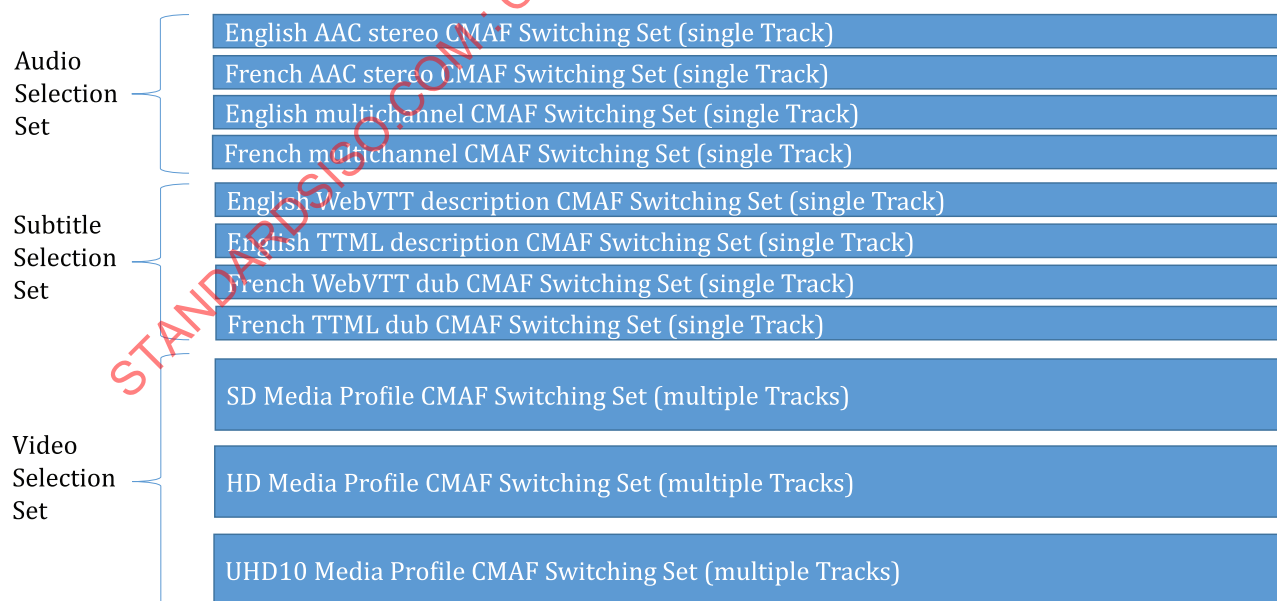 Audio
Selection
Set
English AAC stereo CMAF Switching Set (single Track)
French AAC stereo CMAF Switching Set (single Track)
English multichannel CMAF Switching Set (single Track)
French multichannel CMAF Switching Set (single Track)
Subtitle
Selection
Set
English WebVTT description CMAF Switching Set (single Track)
English TTML description CMAF Switching Set (single Track)
French WebVTT dub CMAF Switching Set (single Track)
French TTML dub CMAF Switching Set (single Track)
Video
Selection
Set
SD Media Profile CMAF Switching Set (multiple Tracks)
HD Media Profile CMAF Switching Set (multiple Tracks)
UHD10 Media Profile CMAF Switching Set (multiple Tracks)
STANDARDSISO.COM :